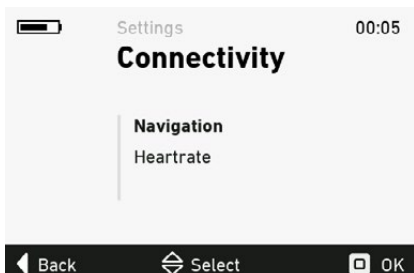 Settings
00:05
Connectivity
Navigation
Heartrate
Back
Select
OK